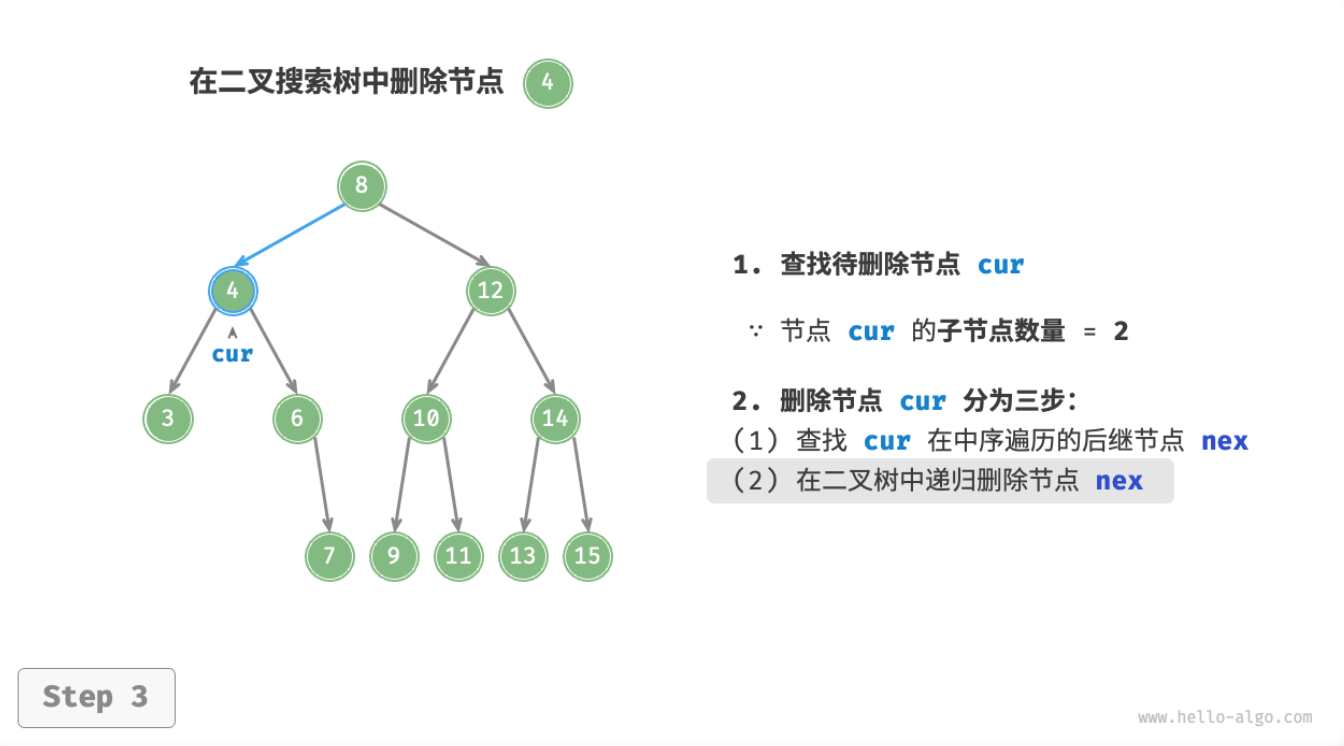 在二叉搜索树中删除节点 4
8
4 12
cur
3 6 10 14
7 9 11 13 15
1. 查找待删除节点 cur
∵ 节点 cur 的子节点数量 = 2
2. 删除节点 cur 分为三步：
(1) 查找 cur 在中序遍历的后继节点 nex
(2) 在二叉树中递归删除节点 nex
Step 3
www.hello-algo.com